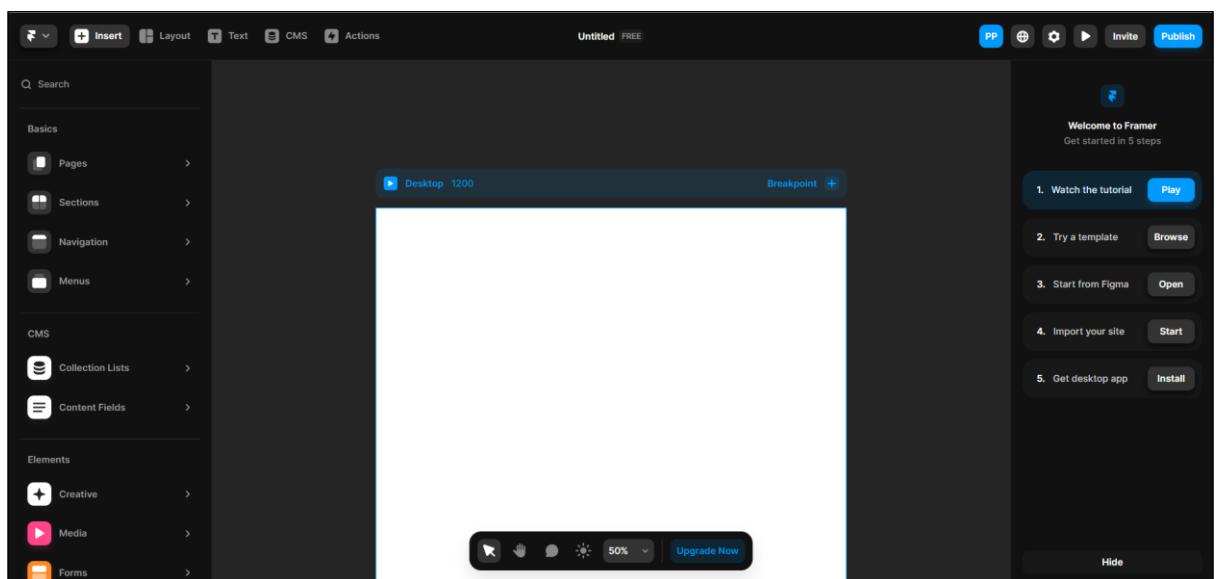 Insert Layout Text CMS Actions Untitled FREE PP Invite Publish
Search
Basics
Pages
Sections
Navigation
Menus
CMS
Collection Lists
Content Fields
Elements
Creative
Media
Forms
Desktop 1200 Breakpoint
50% Upgrade Now
Welcome to Framer
Get started in 5 steps
1. Watch the tutorial Play
2. Try a template Browse
3. Start from Figma Open
4. Import your site Start
5. Get desktop app Install
Hide